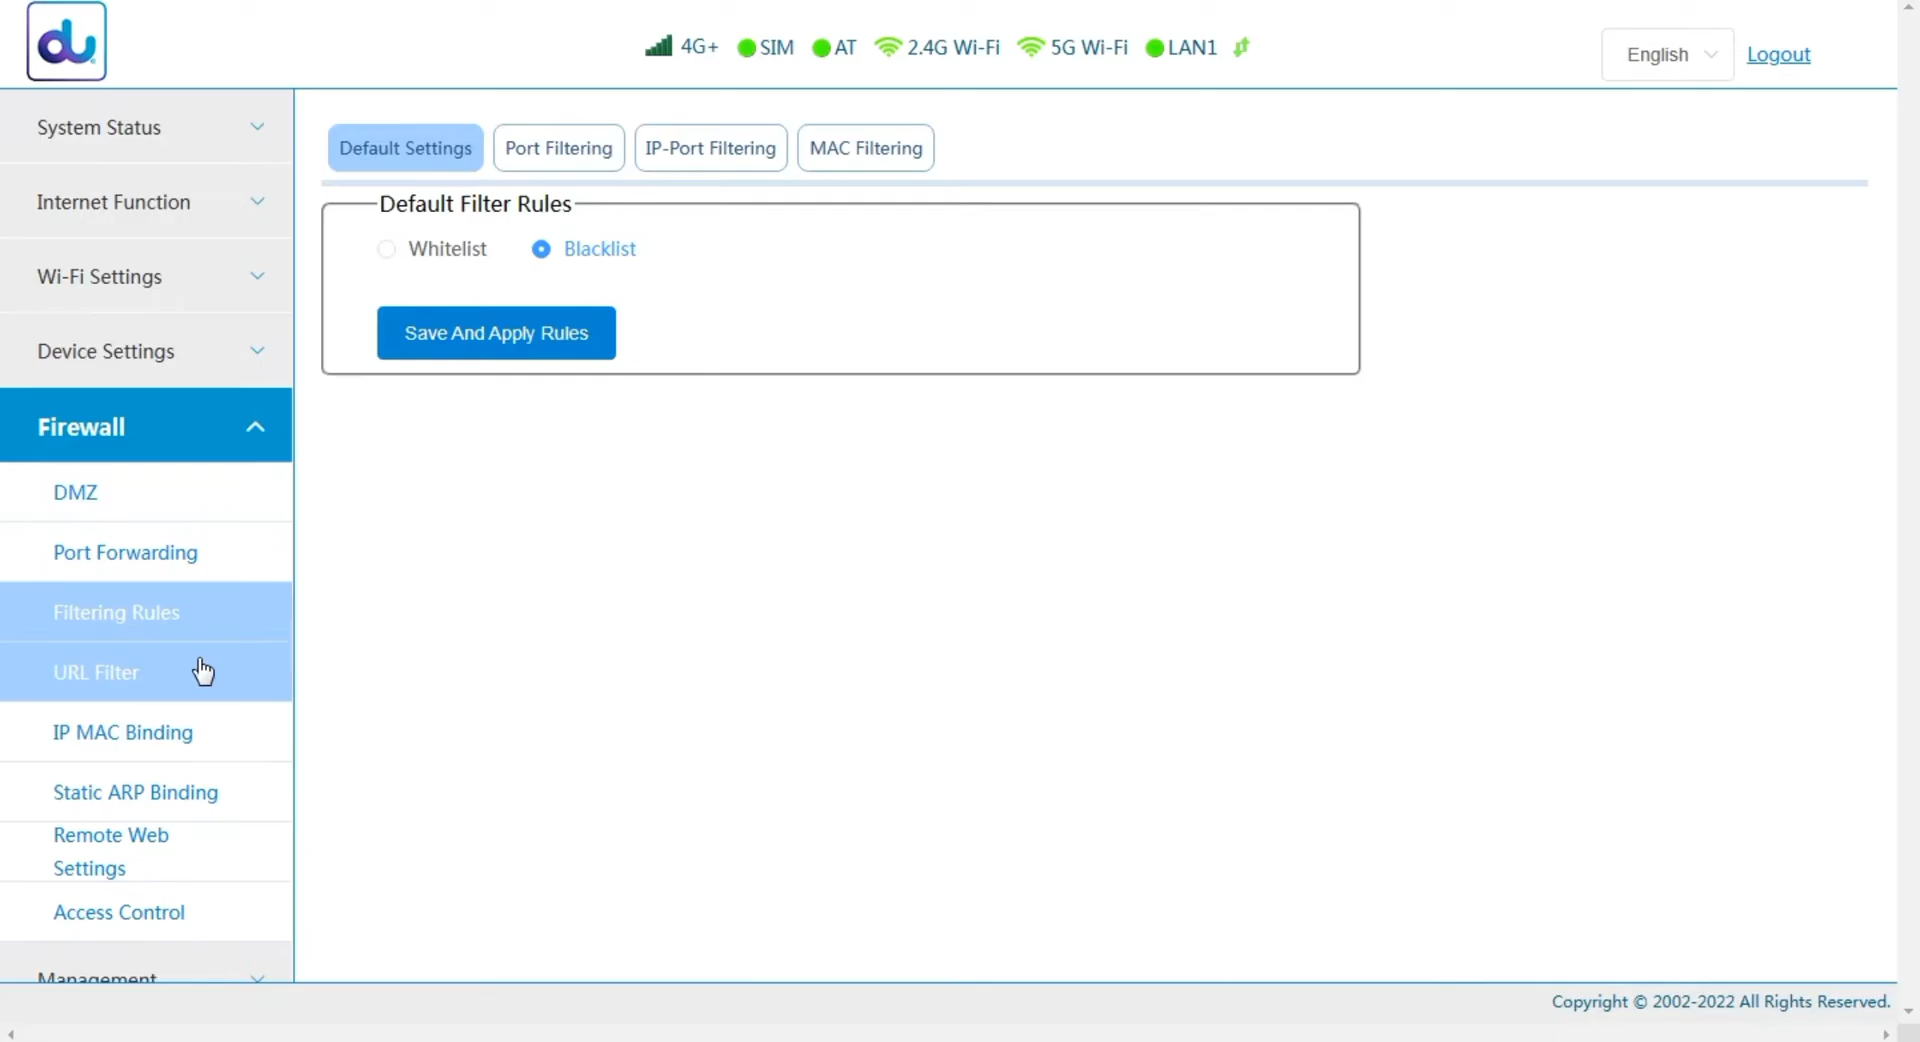 du
4G+ SIM AT 2.4G Wi-Fi 5G Wi-Fi LAN1
English Logout
System Status
Internet Function
Wi-Fi Settings
Device Settings
Firewall
DMZ
Port Forwarding
Filtering Rules
URL Filter
IP MAC Binding
Static ARP Binding
Remote Web
Settings
Access Control
Management
Default Settings Port Filtering IP-Port Filtering MAC Filtering
Default Filter Rules
Whitelist Blacklist
Save And Apply Rules
Copyright © 2002-2022 All Rights Reserved.